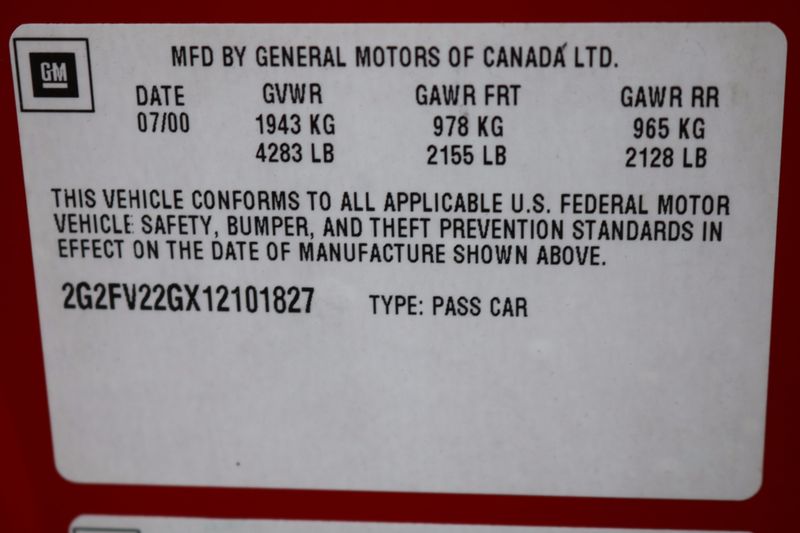 GM
MFD BY GENERAL MOTORS OF CANADA LTD.
DATE GVWR GAWR FRT GAWR RR
07/00 1943 KG 978 KG 965 KG
4283 LB 2155 LB 2128 LB
THIS VEHICLE CONFORMS TO ALL APPLICABLE U.S. FEDERAL MOTOR
VEHICLE SAFETY, BUMPER, AND THEFT PREVENTION STANDARDS IN
EFFECT ON THE DATE OF MANUFACTURE SHOWN ABOVE.
2G2FV22GX12101827 TYPE: PASS CAR